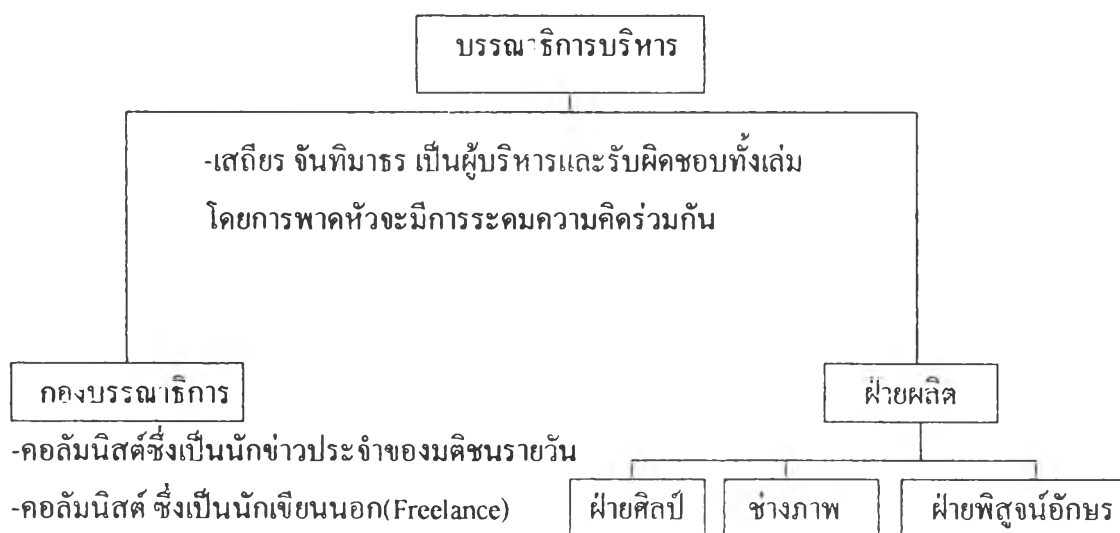 บรรณาธิการบริหาร
-เสถียร จันทิมาธร เป็นผู้บริหารและรับผิดชอบทั้งเล่ม
โดยการพาดหัวจะมีการระดมความคิดร่วมกัน
กองบรรณาธิการ
ฝ่ายผลิต
-คอลัมนิสต์ซึ่งเป็นนักข่าวประจำของมติชนรายวัน
-คอลัมนิสต์ ซึ่งเป็นนักเขียนนอก(Freelance)
ฝ่ายศิลป์
ช่างภาพ
ฝ่ายพิสูจน์อักษร